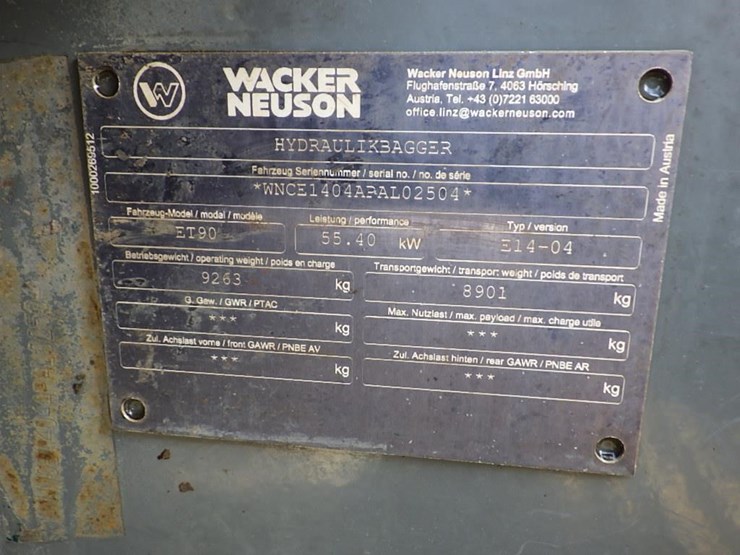 WACKER
NEUSON
Wacker Neuson Linz GmbH
Flughafenstraße 7, 4063 Hörsching
Austria, Tel. +43 (0)7221 63000
office.linz@wackerneuson.com
1000269512
HYDRAULIKBAGGER
Made in Austria
Fahrzeug Seriennummer / serial no. / no. de série
*WNCE1404APAL02504*
Fahrzeug-Model / model / modèle
ET90
Leistung / performance
55.40 kW
Typ / version
E14-04
Betriebsgewicht / operating weight / poids en charge
9263 kg
Transportgewicht / transport weight / poids de transport
8901 kg
G. Gew. / GWR / PTAC
*** kg
Max. Nutzlast / max. payload / max. charge utile
*** kg
Zul. Achslast vorne / front GAWR / PNBE AV
*** kg
Zul. Achslast hinten / rear GAWR / PNBE AR
*** kg